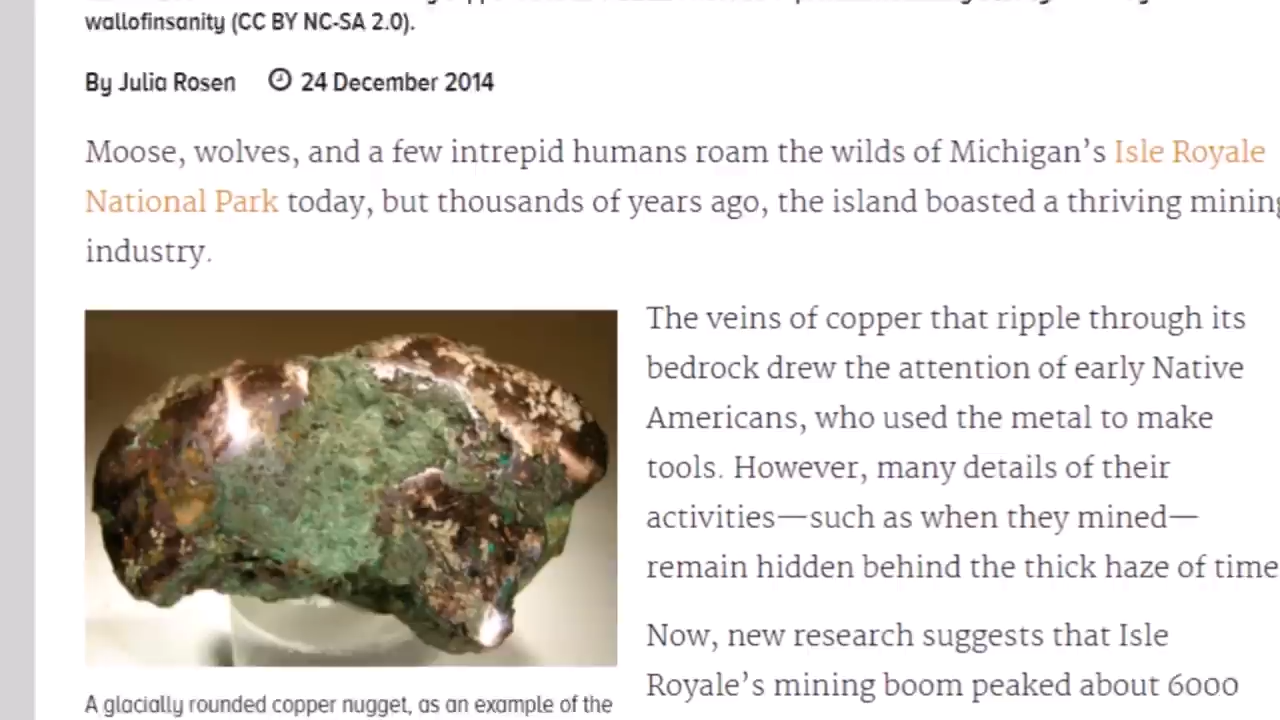 wallofinsanity (CC BY NC-SA 2.0).
By Julia Rosen 24 December 2014
Moose, wolves, and a few intrepid humans roam the wilds of Michigan’s Isle Royale
National Park today, but thousands of years ago, the island boasted a thriving mining
industry.
The veins of copper that ripple through its
bedrock drew the attention of early Native
Americans, who used the metal to make
tools. However, many details of their
activities—such as when they mined—
remain hidden behind the thick haze of time
Now, new research suggests that Isle
Royale’s mining boom peaked about 6000
A glacially rounded copper nugget, as an example of the